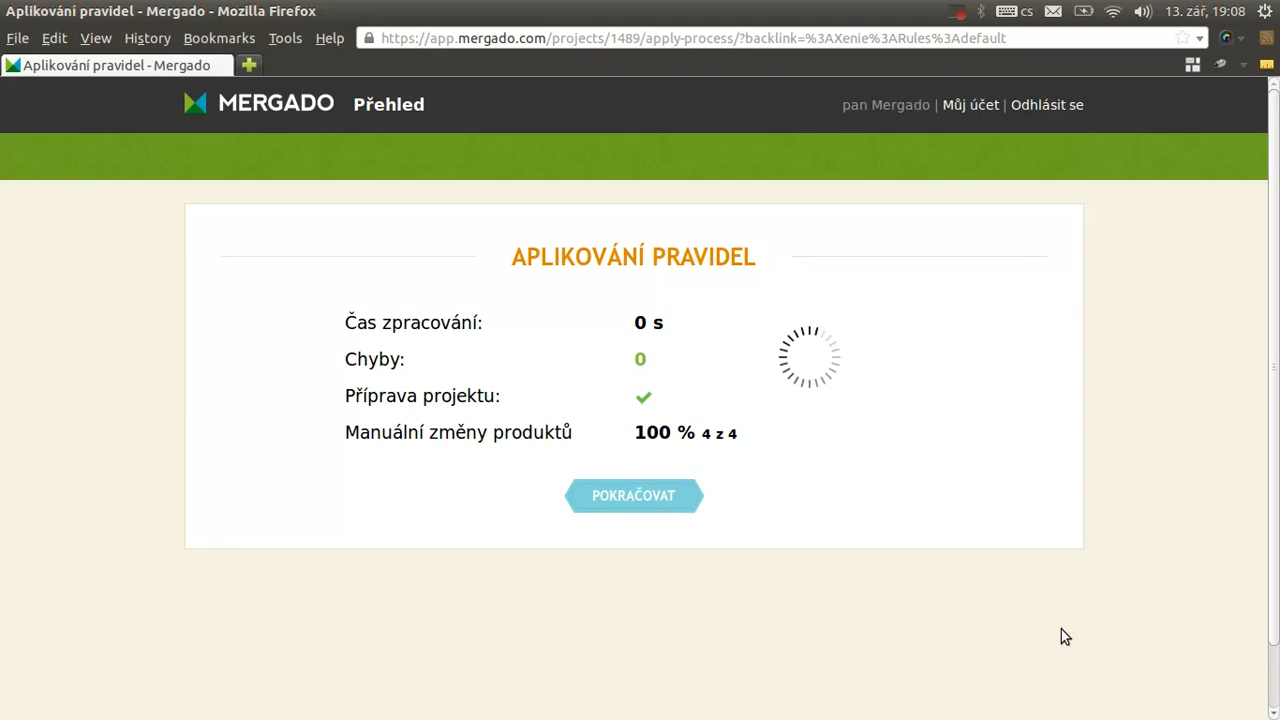 Aplikování pravidel - Mergado - Mozilla Firefox
cs
13. zář, 19:08
File Edit View History Bookmarks Tools Help
https://app.mergado.com/projects/1489/apply-process/?backlink=%3AXenie%3ARules%3Adefault
Aplikování pravidel - Mergado
MERGADO Přehled
pan Mergado | Můj účet | Odhlásit se
APLIKOVÁNÍ PRAVIDEL
Čas zpracování: 0 s
Chyby: 0
Příprava projektu:
Manuální změny produktů 100 % 4 z 4
POKRAČOVAT